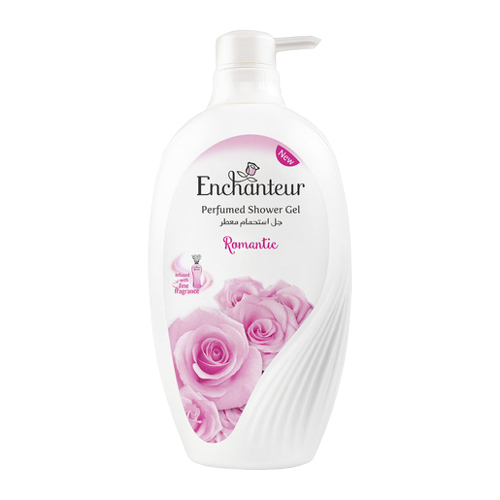 New
Enchanteur
Perfumed Shower Gel
جل استحمام معطر
Romantic
infused
with
fine
fragrance